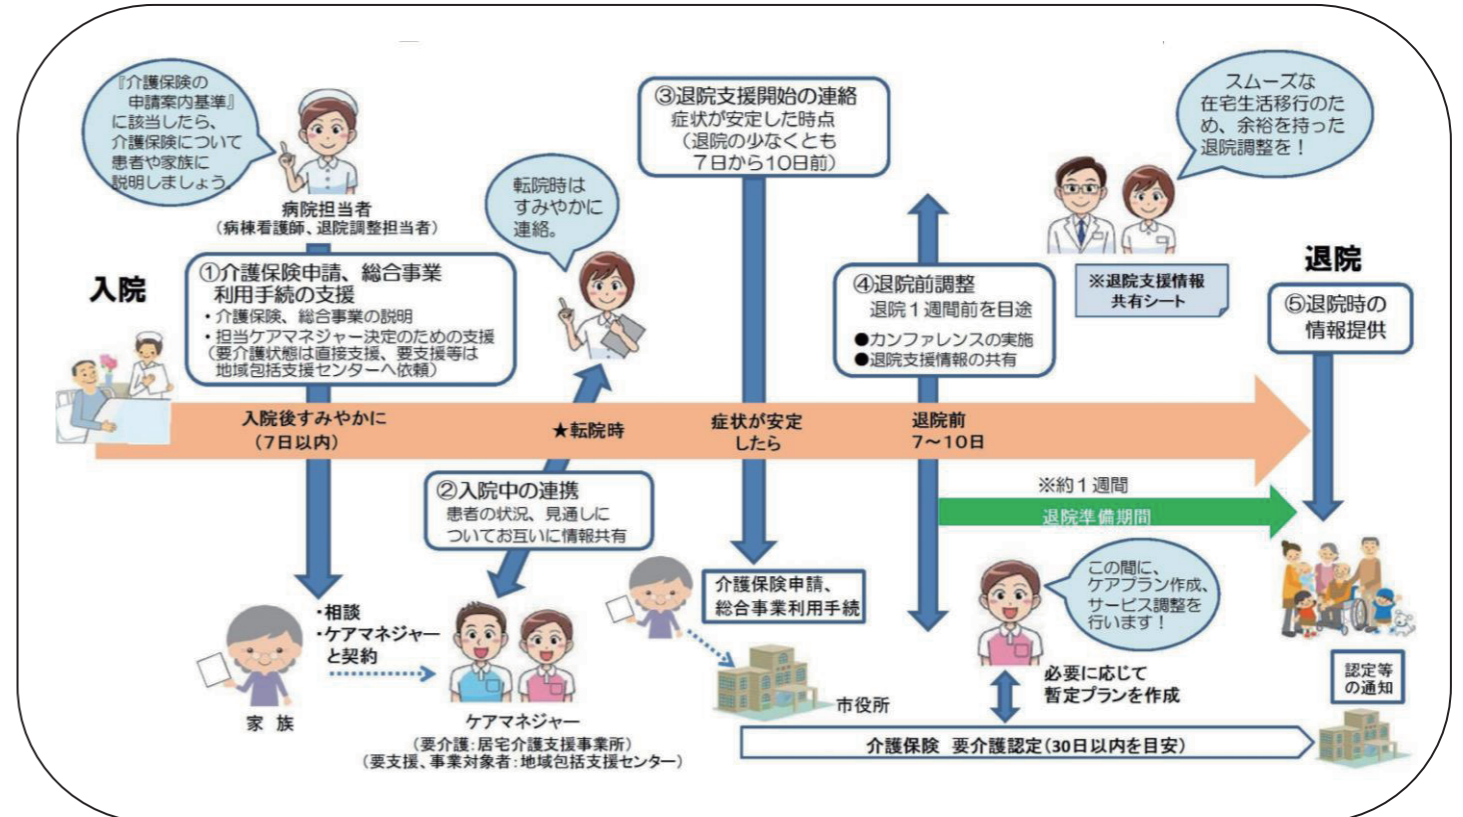 『介護保険の
申請案内基準』
に該当したら、
介護保険について
患者や家族に
説明しましょう。
病院担当者
(病棟看護師、退院調整担当者)
入院
①介護保険申請、総合事業
利用手続の支援
・介護保険、総合事業の説明
・担当ケアマネジャー決定のための支援
(要介護状態は直接支援、要支援等は
地域包括支援センターへ依頼)
転院時は
すみやかに
連絡。
③退院支援開始の連絡
症状が安定した時点
(退院の少なくとも
7日から10日前)
④退院前調整
退院1週間前を目途
●カンファレンスの実施
●退院支援情報の共有
スムーズな
在宅生活移行のた
め、余裕を持った
退院調整を！
※退院支援情報
共有シート
退院
⑤退院時の
情報提供
入院後すみやかに
(7日以内)
★転院時
症状が安定
したら
退院前
7～10日
②入院中の連携
患者の状況、見通しに
ついてお互いに情報共有
※約1週間
退院準備期間
・相談
・ケアマネジャー
と契約
家 族
ケアマネジャー
(要介護：居宅介護支援事業所)
(要支援、事業対象者：地域包括支援センター)
介護保険申請、
総合事業利用手続
市役所
この間に、
ケアプラン作成、
サービス調整を
行います！
必要に応じて
暫定プランを作成
認定等
の通知
介護保険 要介護認定(30日以内を目安)